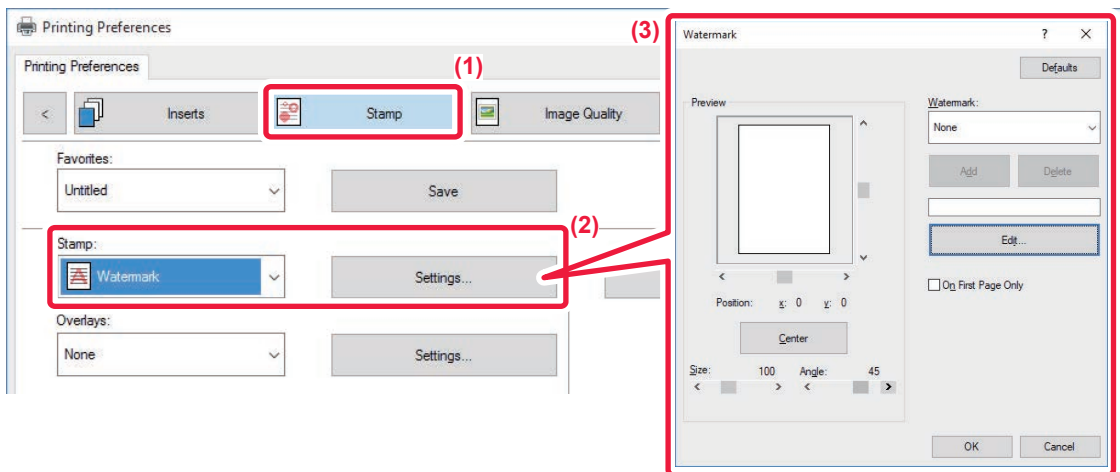 Printing Preferences
Printing Preferences
(1)
< Inserts Stamp Image Quality
Favorites:
Untitled Save
(2)
Stamp:
Watermark Settings...
Overlays:
None Settings...
(3)
Watermark ? X
Defaults
Preview
Watermark:
None
Add Delete
Edit...
On First Page Only
Position: x: 0 y: 0
Center
Size: 100 Angle: 45
OK Cancel